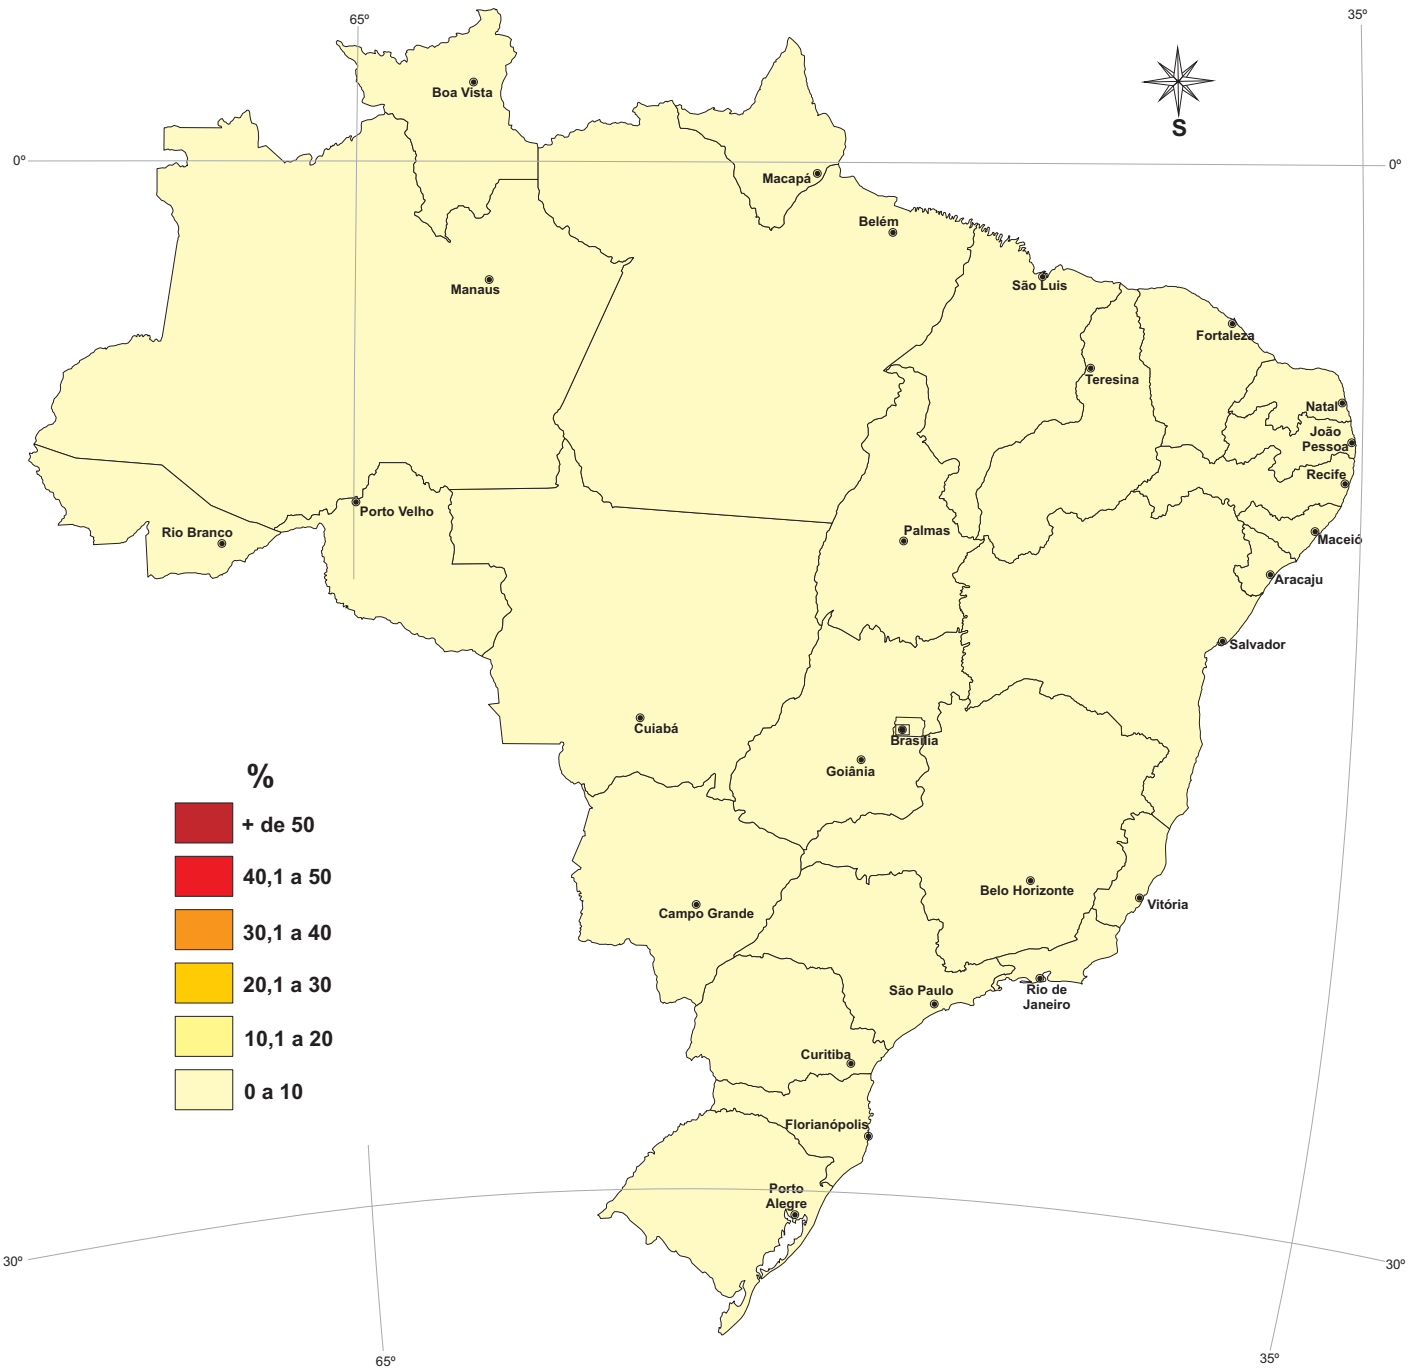 65º
35º
Boa Vista
S
0º
0º
Macapá
Belém
São Luis
Manaus
Fortaleza
Teresina
Natal
João
Pessoa
Recife
Porto Velho
Rio Branco
Palmas
Maceió
Aracaju
Salvador
Cuiabá
Brasília
Goiânia
%
+ de 50
40,1 a 50
30,1 a 40
20,1 a 30
10,1 a 20
0 a 10
Belo Horizonte
Vitória
Campo Grande
São Paulo
Rio de
Janeiro
Curitiba
Florianópolis
Porto
Alegre
30º
30º
65º
35º